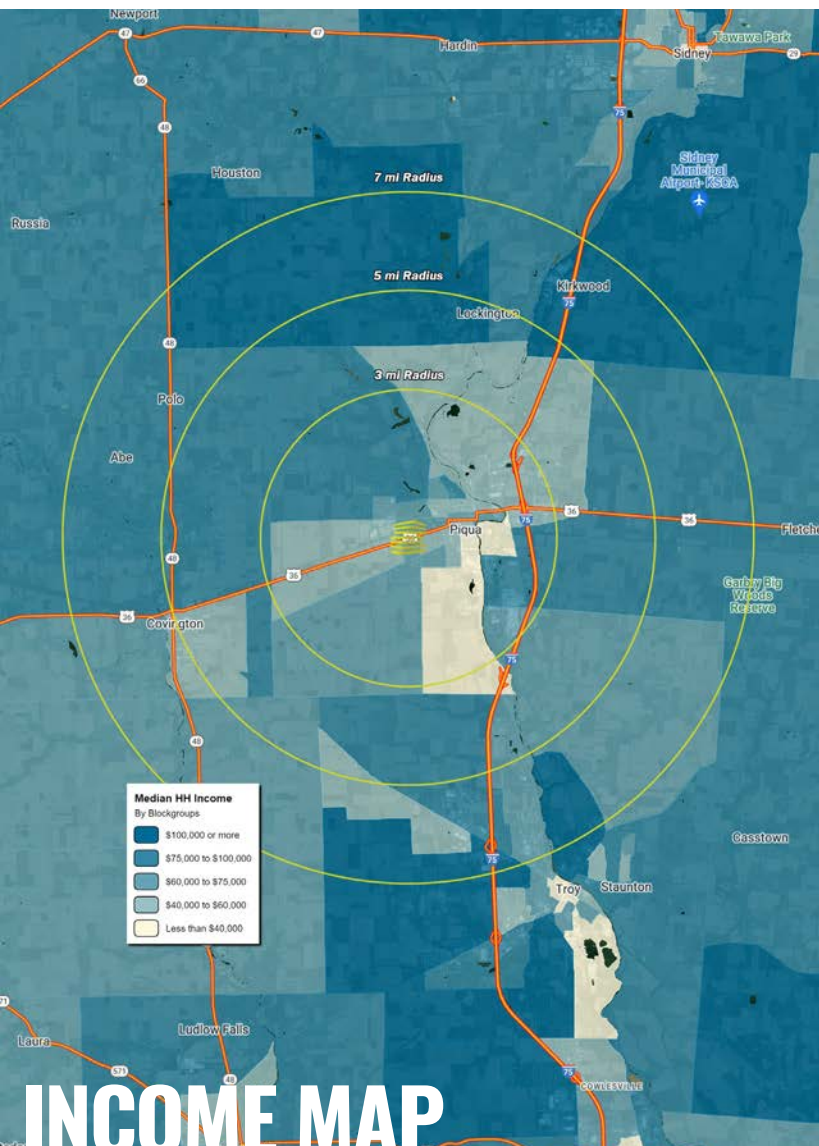 Newport
47
47
Hardin
Tawawa Park
Sidney
29
66
48
75
Houston
Sidney
Municipal
Airport- KSCA
7 mi Radius
Russia
5 mi Radius
Kirkwood
75
Lockington
48
3 mi Radius
Polo
Abe
36
75
36
Piqua
Fletche
48
36
Garbry Big
Woods
Reserve
36
Covington
75
48
Median HH Income
By Blockgroups
$100,000 or more
$75,000 to $100,000
$60,000 to $75,000
$40,000 to $60,000
Less than $40,000
Casstown
75
Troy
Staunton
71
Ludlow Falls
Laura
571
48
75
COWLESVILLE
INCOME MAP